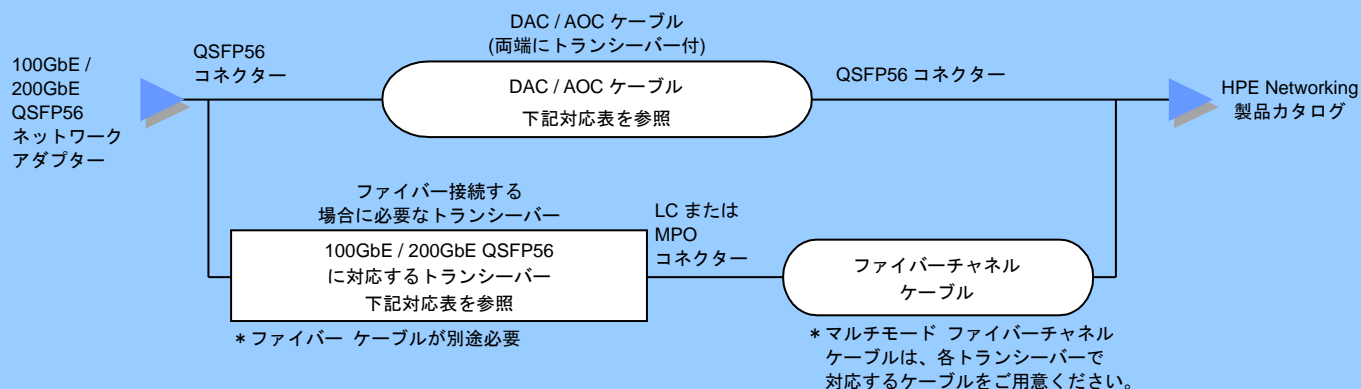 100GbE /
200GbE
QSFP56
ネットワーク
アダプター
QSFP56
コネクター
DAC / AOC ケーブル
(両端にトランシーバー付)
DAC / AOC ケーブル
下記対応表を参照
QSFP56 コネクター
HPE Networking
製品カタログ
ファイバー接続する
場合に必要なトランシーバー
100GbE / 200GbE QSFP56
に対応するトランシーバー
下記対応表を参照
＊ファイバー ケーブルが別途必要
LC または
MPO
コネクター
ファイバーチャネル
ケーブル
＊マルチモード ファイバーチャネル
ケーブルは、各トランシーバーで
対応するケーブルをご用意ください。